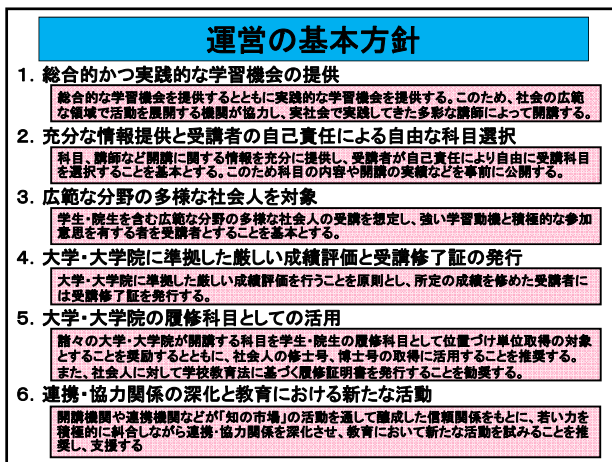 運営の基本方針
1. 総合的かつ実践的な学習機会の提供
総合的な学習機会を提供するとともに実践的な学習機会を提供する。このため、社会の広範
な領域で活動を展開する機関が協力し、実社会で実践してきた多彩な講師によって開講する。
2. 充分な情報提供と受講者の自己責任による自由な科目選択
科目、講師など開講に関する情報を充分に提供し、受講者が自己責任により自由に受講科目
を選択することを基本とする。このため科目の内容や開講の実績などを事前に公開する。
3. 広範な分野の多様な社会人を対象
学生・院生を含む広範な分野の多様な社会人の受講を想定し、強い学習動機と積極的な参加
意思を有する者を受講者とすることを基本とする。
4. 大学・大学院に準拠した厳しい成績評価と受講修了証の発行
大学・大学院に準拠した厳しい成績評価を行うことを原則とし、所定の成績を修めた受講者に
は受講修了証を発行する。
5. 大学・大学院の履修科目としての活用
諸々の大学・大学院が開講する科目を学生・院生の履修科目として位置づけ単位取得の対象
とすることを奨励するとともに、社会人の修士号、博士号の取得に活用することを推奨する。
また、社会人に対して学校教育法に基づく履修証明書を発行することを勧奨する。
6. 連携・協力関係の深化と教育における新たな活動
開講機関や連携機関などが「知の市場」の活動を通して醸成した信頼関係をもとに、若い力を
積極的に糾合しながら連携・協力関係を深化させ、教育において新たな活動を試みることを推
奨し、支援する